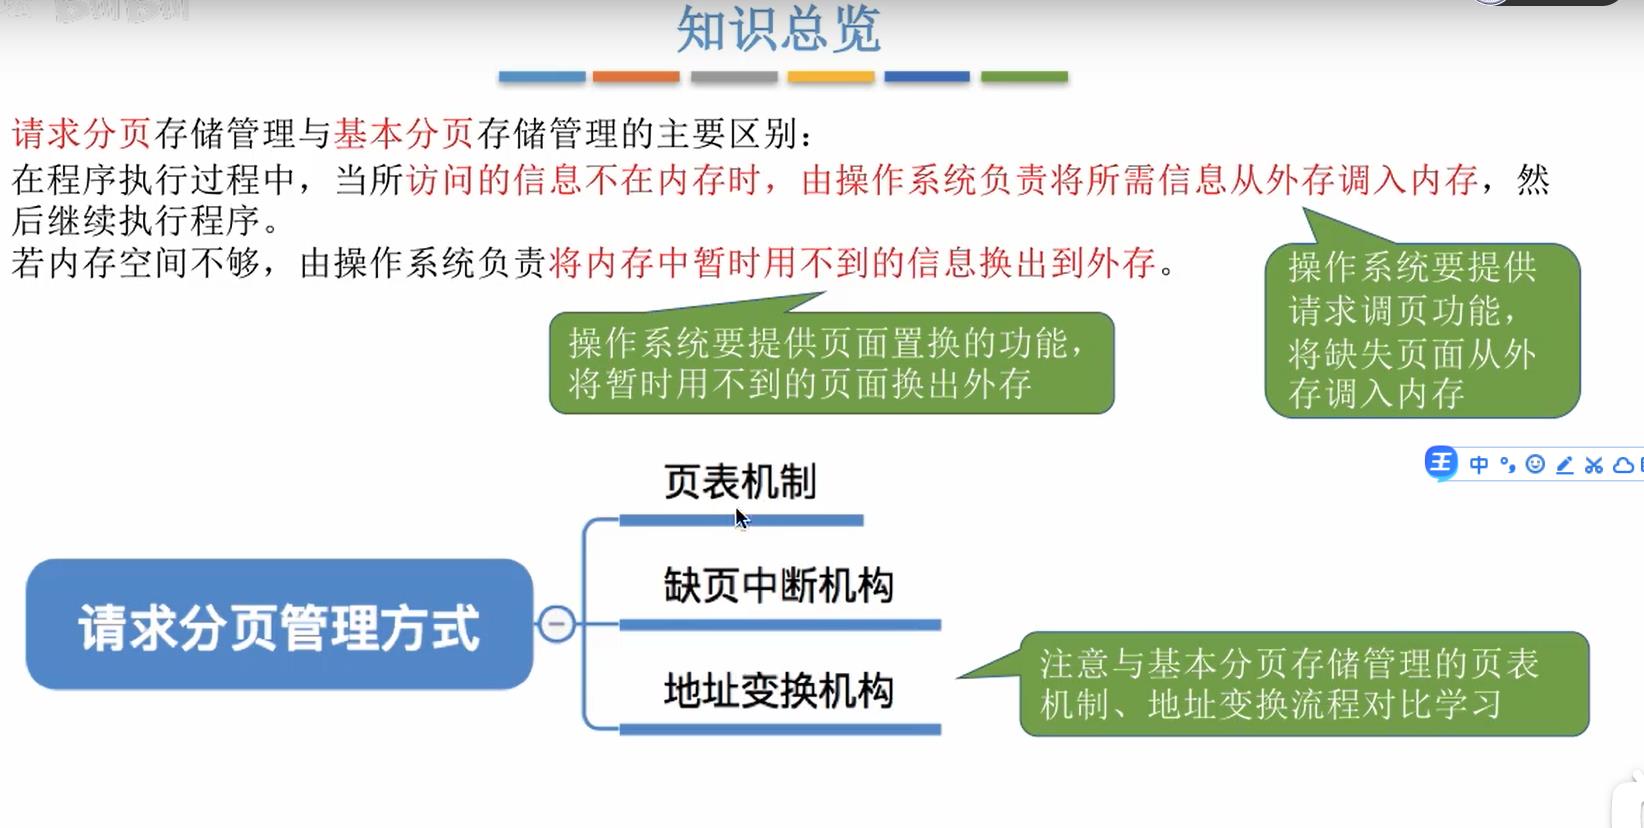 知识总览
请求分页存储管理与基本分页存储管理的主要区别：
在程序执行过程中，当所访问的信息不在内存时，由操作系统负责将所需信息从外存调入内存，然
后继续执行程序。
若内存空间不够，由操作系统负责将内存中暂时用不到的信息换出到外存。
操作系统要提供
请求调页功能，
将缺失页面从外
存调入内存
操作系统要提供页面置换的功能，
将暂时用不到的页面换出外存
请求分页管理方式
页表机制
缺页中断机构
地址变换机构
注意与基本分页存储管理的页表
机制、地址变换流程对比学习
王 中